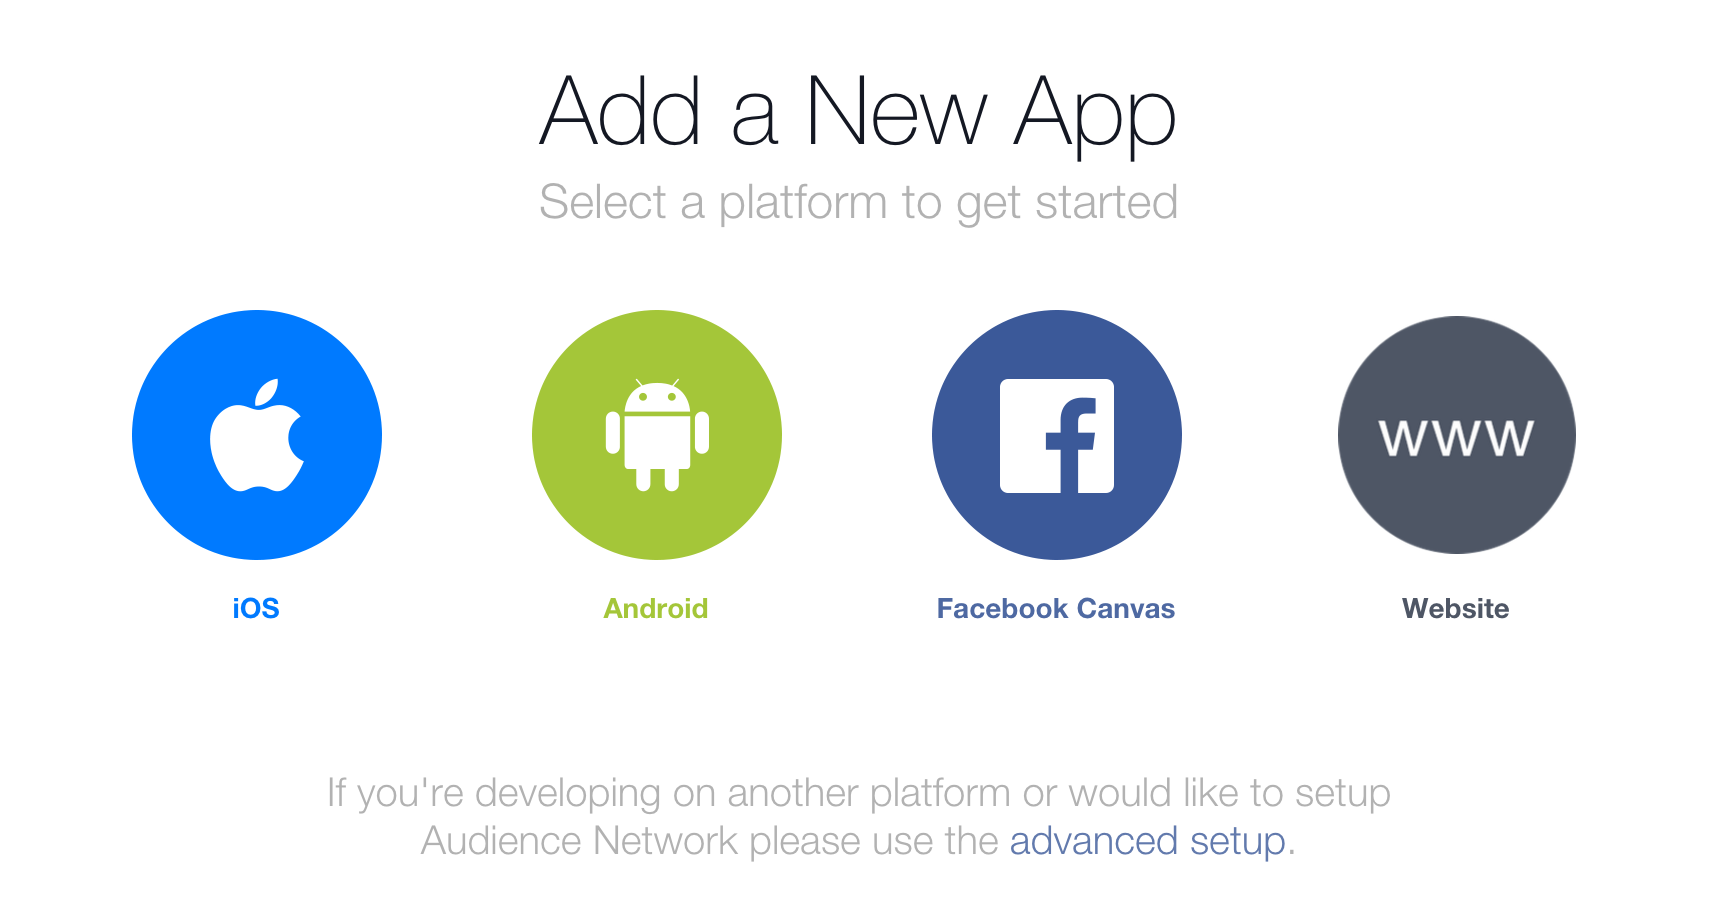 Add a New App
Select a platform to get started
www
iOS
Android
Facebook Canvas
Website
If you're developing on another platform or would like to setup
Audience Network please use the advanced setup.